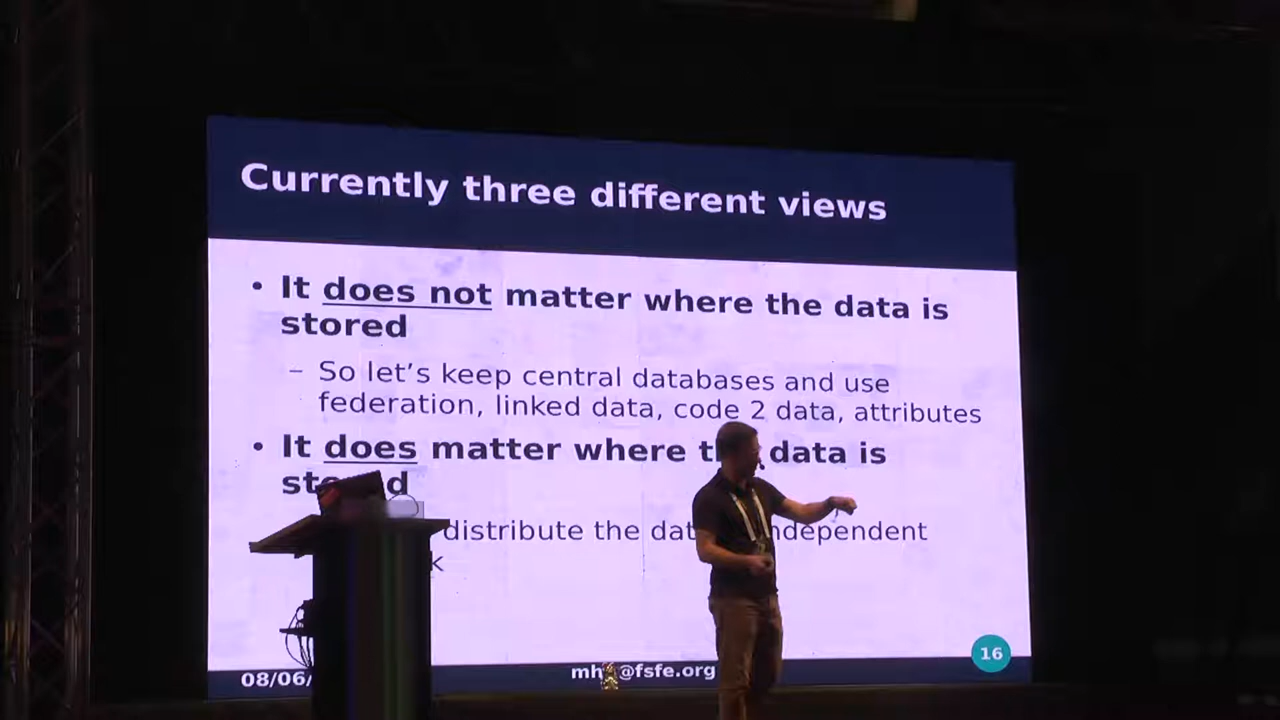 Currently three different views
• It does not matter where the data is
stored
– So let’s keep central databases and use
federation, linked data, code 2 data, attributes
• It does matter where the data is
distribute the independent
08/06/
@fsfe.org
16